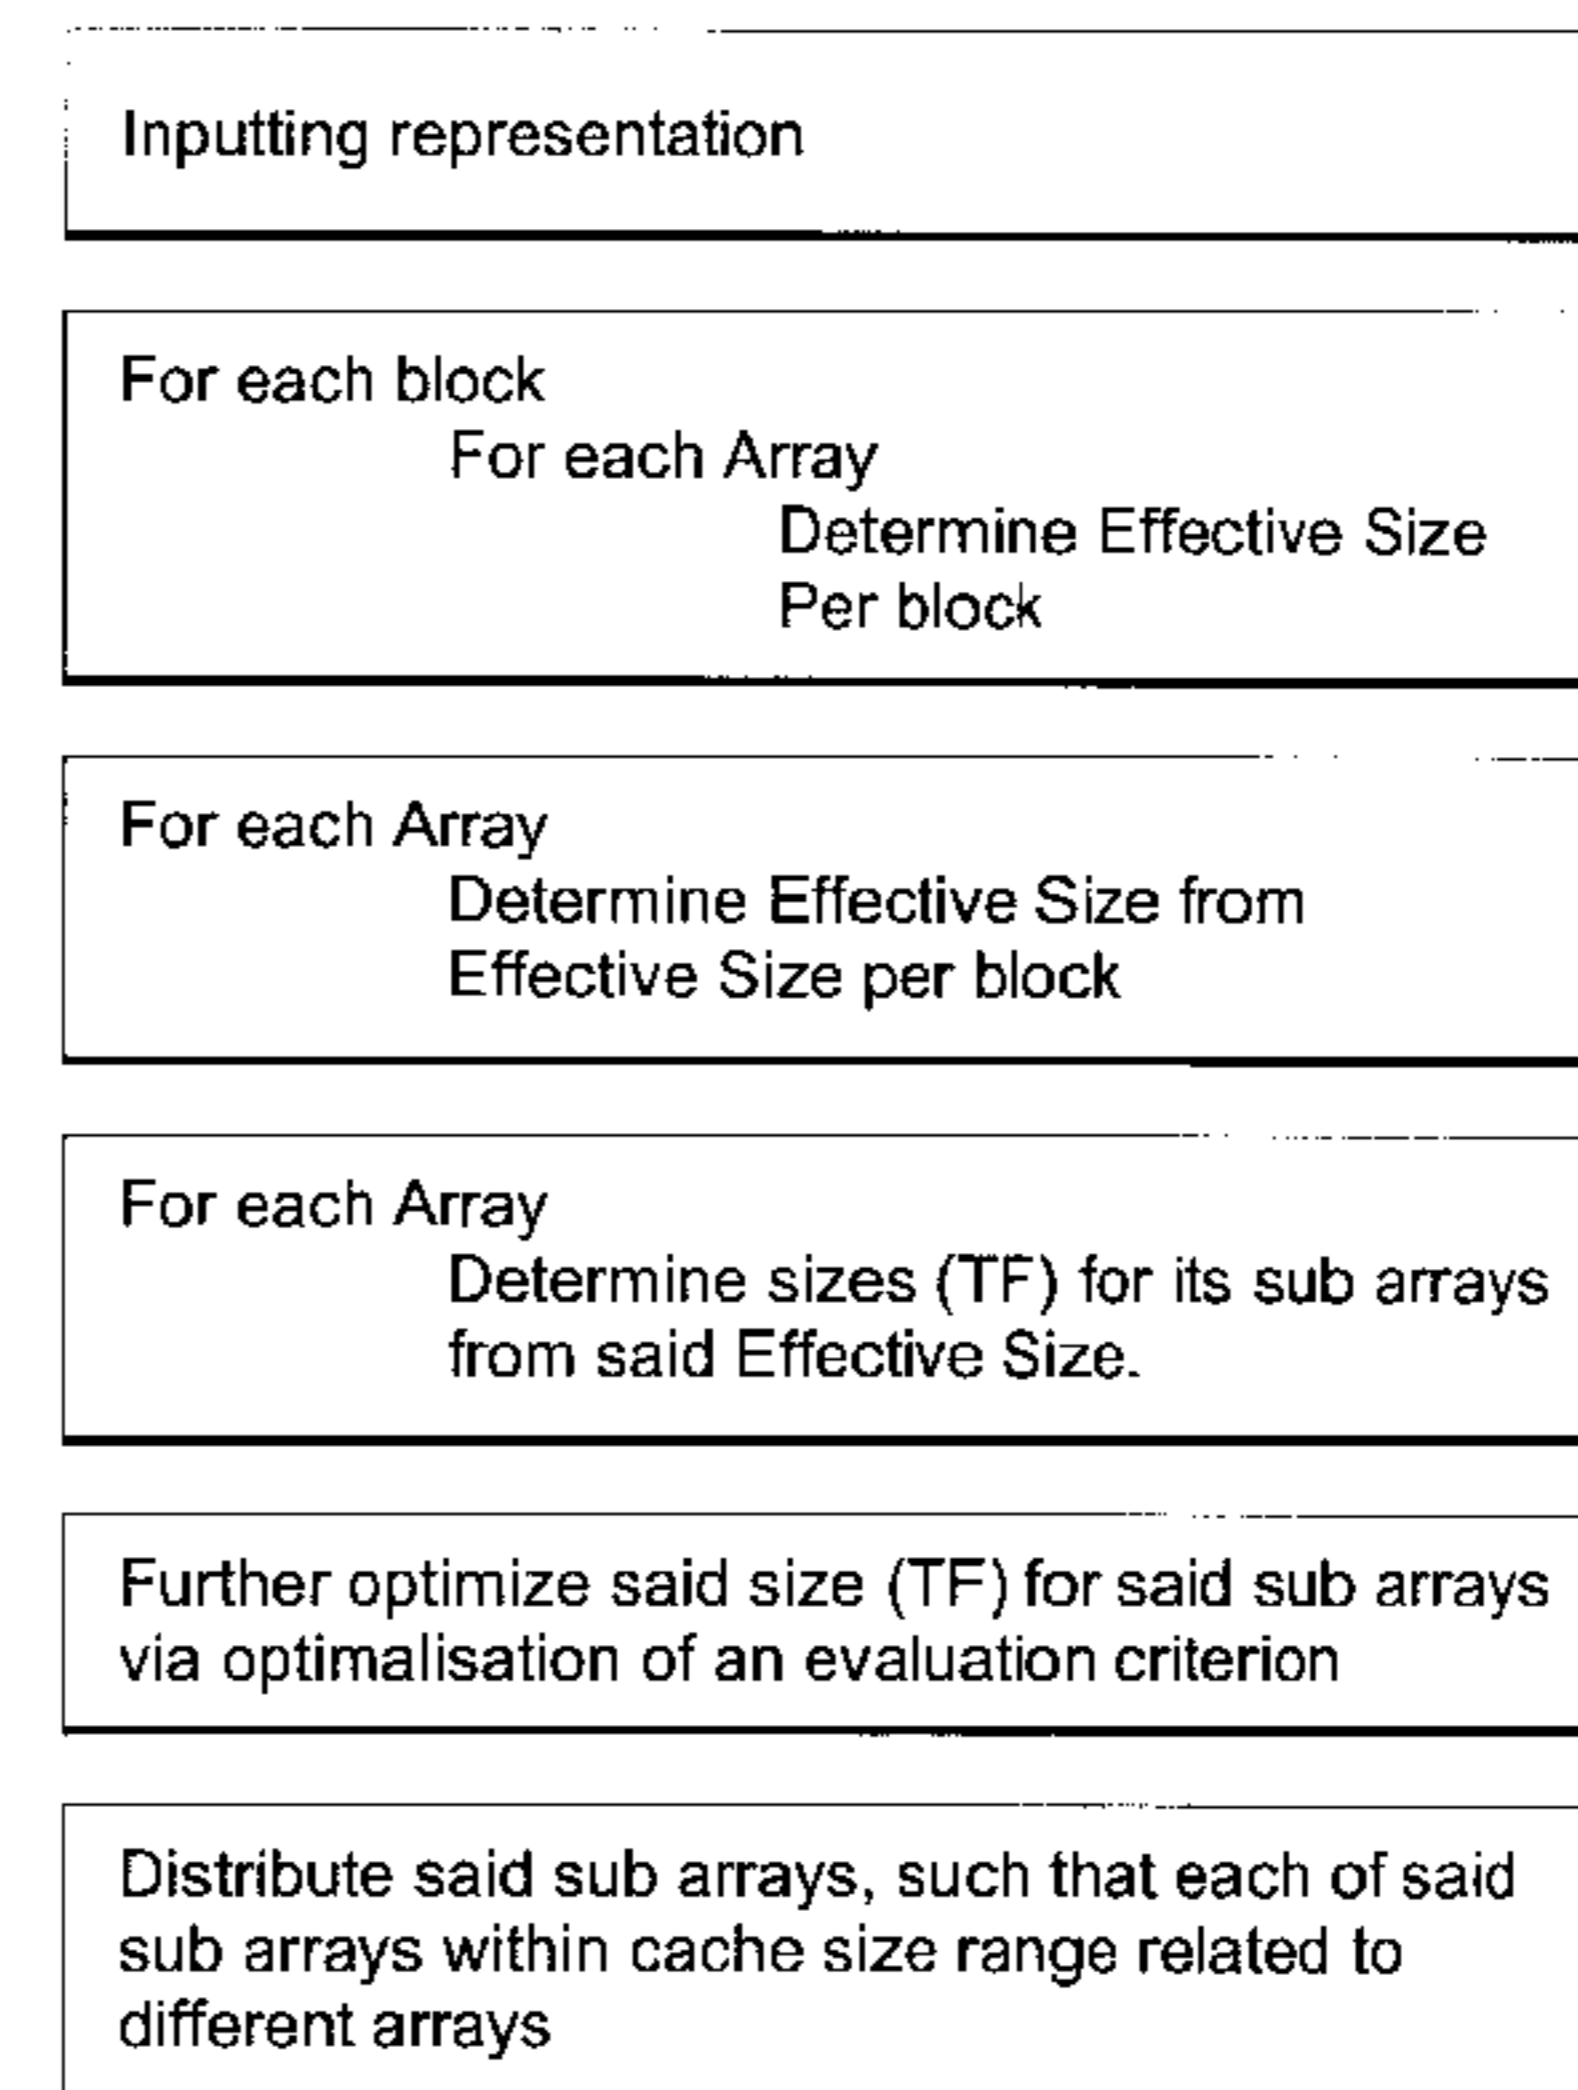 Inputting representation
For each block
For each Array
Determine Effective Size
Per block
For each Array
Determine Effective Size from
Effective Size per block
For each Array
Determine sizes (TF) for its sub arrays
from said Effective Size.
Further optimize said size (TF) for said sub arrays
via optimalisation of an evaluation criterion
Distribute said sub arrays, such that each of said
sub arrays within cache size range related to
different arrays